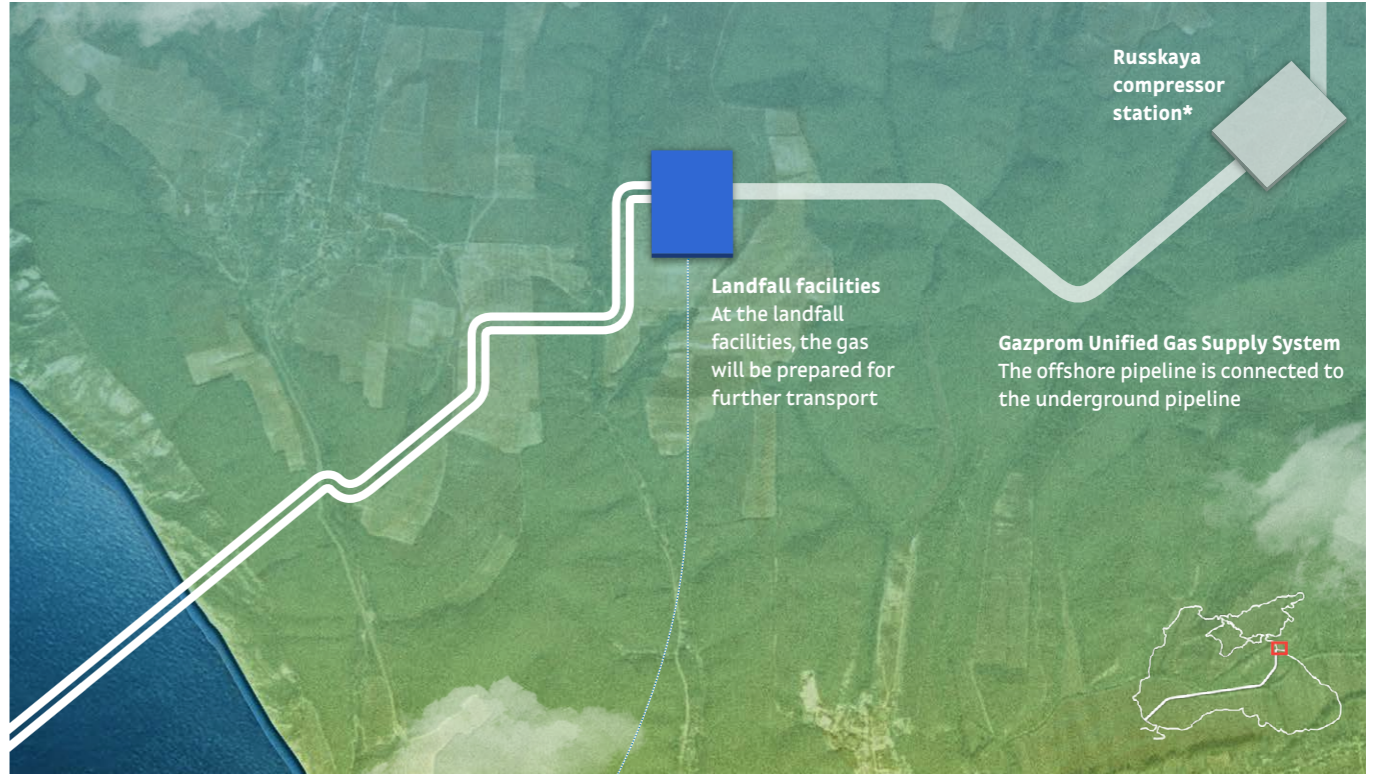 Russkaya
compressor
station*
Landfall facilities
At the landfall
facilities, the gas
will be prepared for
further transport
Gazprom Unified Gas Supply System
The offshore pipeline is connected to
the underground pipeline